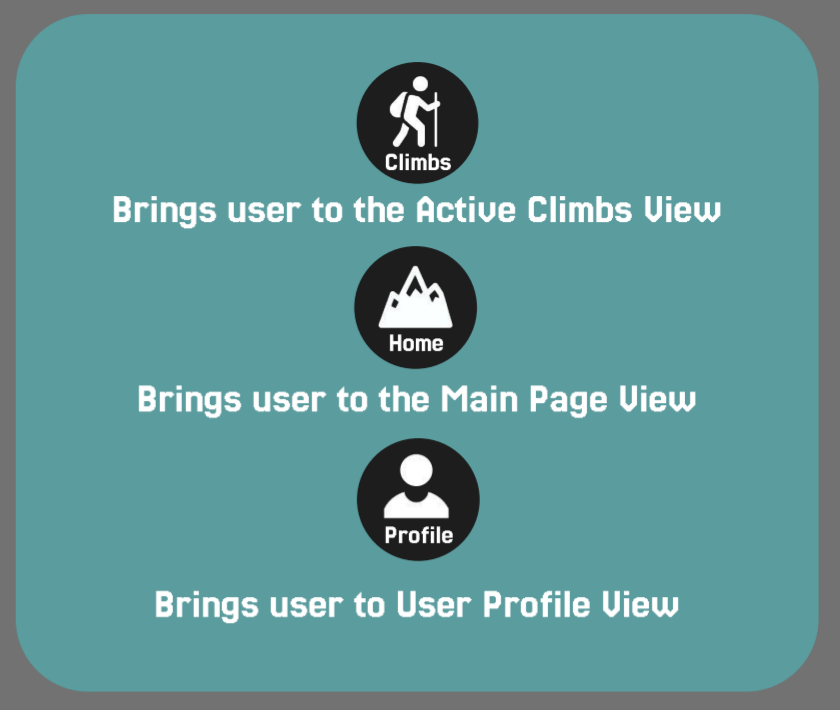 Climbs
Brings user to the Active Climbs View
Home
Brings user to the Main Page View
Profile
Brings user to User Profile View